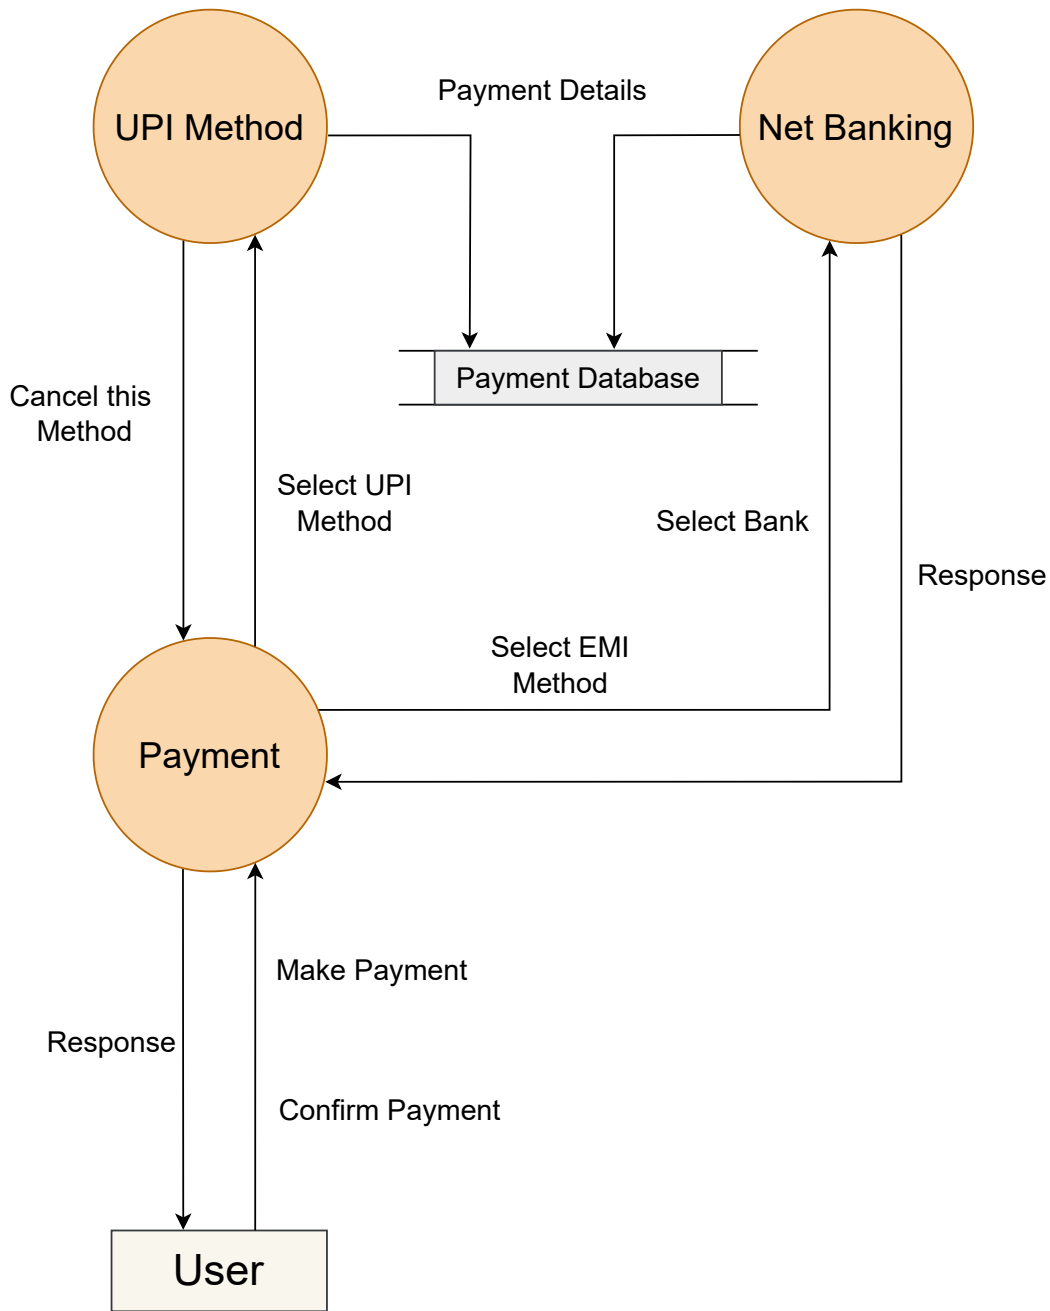 Payment Details
UPI Method
Net Banking
Payment Database
Cancel this
Method
Select UPI
Method
Select Bank
Response
Select EMI
Method
Payment
Make Payment
Response
Confirm Payment
User